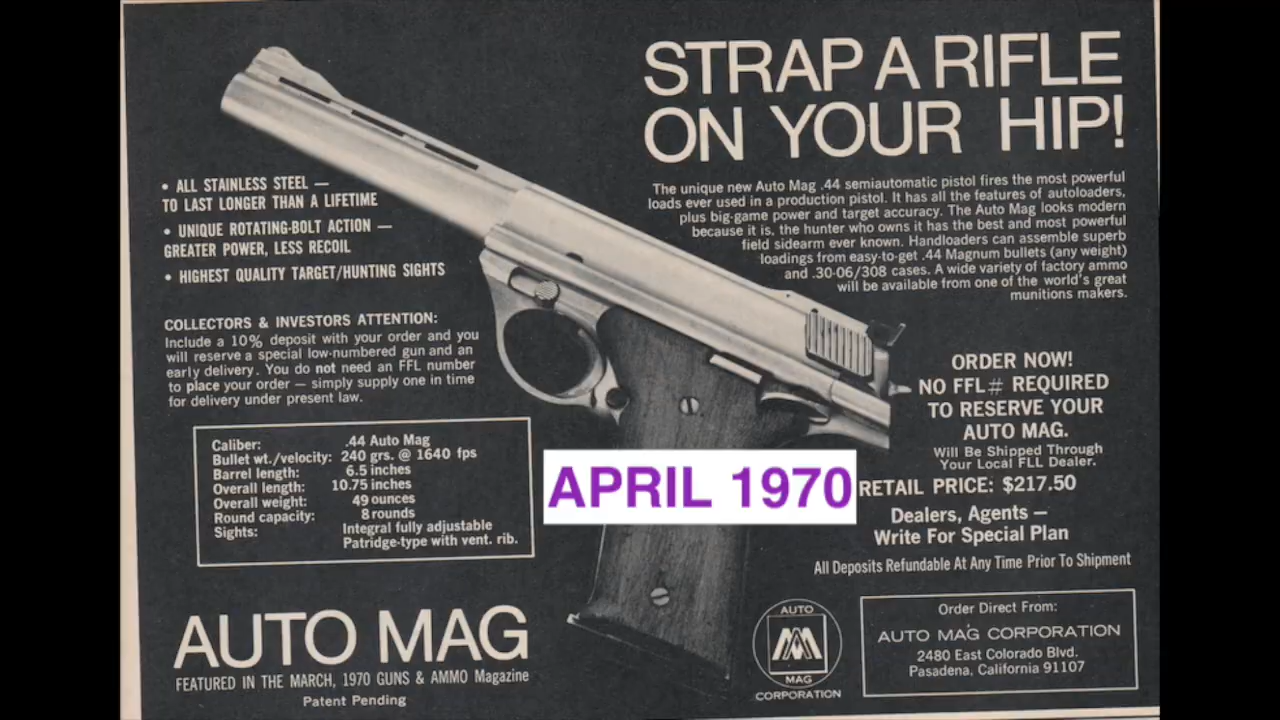 STRAP A RIFLE
ON YOUR HIP!
The unique new Auto Mag .44 semiautomatic pistol fires the most powerful
loads ever used in a production pistol. It has all the features of autoloaders,
plus big-game power and target accuracy. The Auto Mag looks modern
because it is, the hunter who owns it has the best and most powerful
field sidearm ever known. Handloaders can assemble superb
loadings from easy-to-get .44 Magnum bullets (any weight)
and .30-06/308 cases. A wide variety of factory ammo
will be available from one of the world's great
munitions makers.
• ALL STAINLESS STEEL —
TO LAST LONGER THAN A LIFETIME
• UNIQUE ROTATING-BOLT ACTION —
GREATER POWER, LESS RECOIL
• HIGHEST QUALITY TARGET/HUNTING SIGHTS
COLLECTORS & INVESTORS ATTENTION:
Include a 10% deposit with your order and you
will reserve a special low-numbered gun and an
early delivery. You do not need an FFL number
to place your order — simply supply one in time
for delivery under present law.
Caliber: .44 Auto Mag
Bullet wt./velocity: 240 grs. @ 1640 fps
Barrel length: 6.5 inches
Overall length: 10.75 inches
Overall weight: 49 ounces
Round capacity: 8 rounds
Sights: Integral fully adjustable
Patridge-type with vent. rib.
APRIL 1970
ORDER NOW!
NO FFL# REQUIRED
TO RESERVE YOUR
AUTO MAG.
Will Be Shipped Through
Your Local FLL Dealer.
RETAIL PRICE: $217.50
Dealers, Agents —
Write For Special Plan
All Deposits Refundable At Any Time Prior To Shipment
AUTO MAG
FEATURED IN THE MARCH, 1970 GUNS & AMMO Magazine
Patent Pending
AUTO
MAG
CORPORATION
Order Direct From:
AUTO MAG CORPORATION
2480 East Colorado Blvd.
Pasadena, California 91107